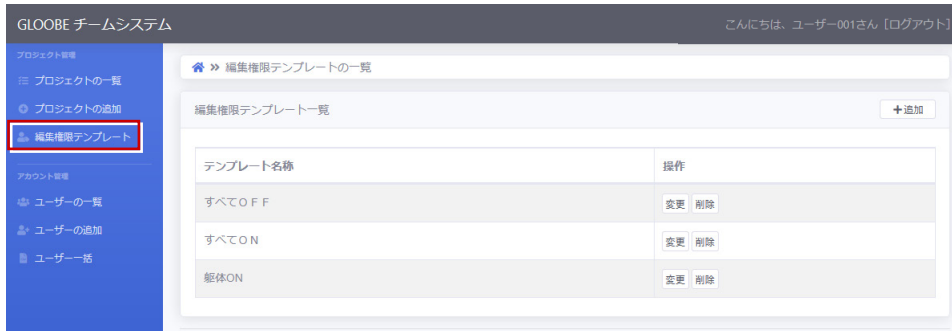 GLOOBE チームシステム
こんにちは、ユーザー001さん [ログアウト]
プロジェクト管理
プロジェクトの一覧
プロジェクトの追加
編集権限テンプレート
アカウント管理
ユーザーの一覧
ユーザーの追加
ユーザー一括
編集権限テンプレートの一覧
編集権限テンプレート一覧
+追加
テンプレート名称 操作
すべてＯＦＦ 変更 削除
すべてＯＮ 変更 削除
躯体ON 変更 削除